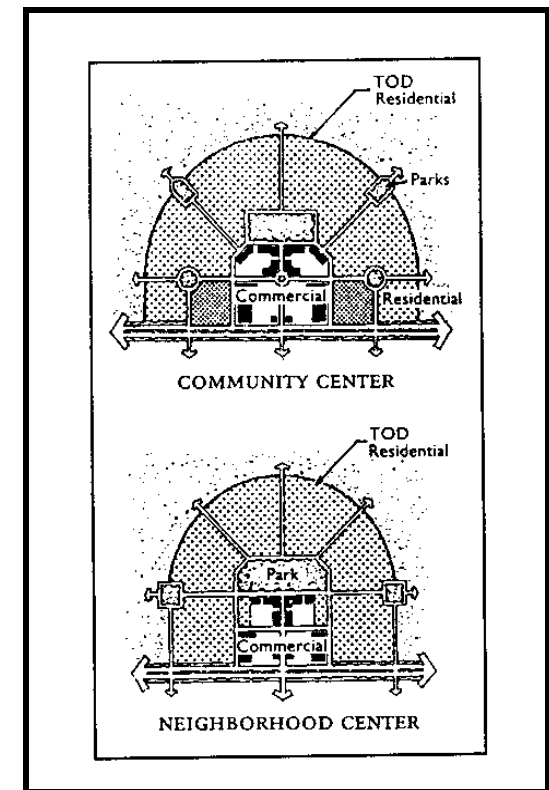 TOD
Residential
Parks
Commercial
Residential
COMMUNITY CENTER
TOD
Residential
Park
Commercial
NEIGHBORHOOD CENTER